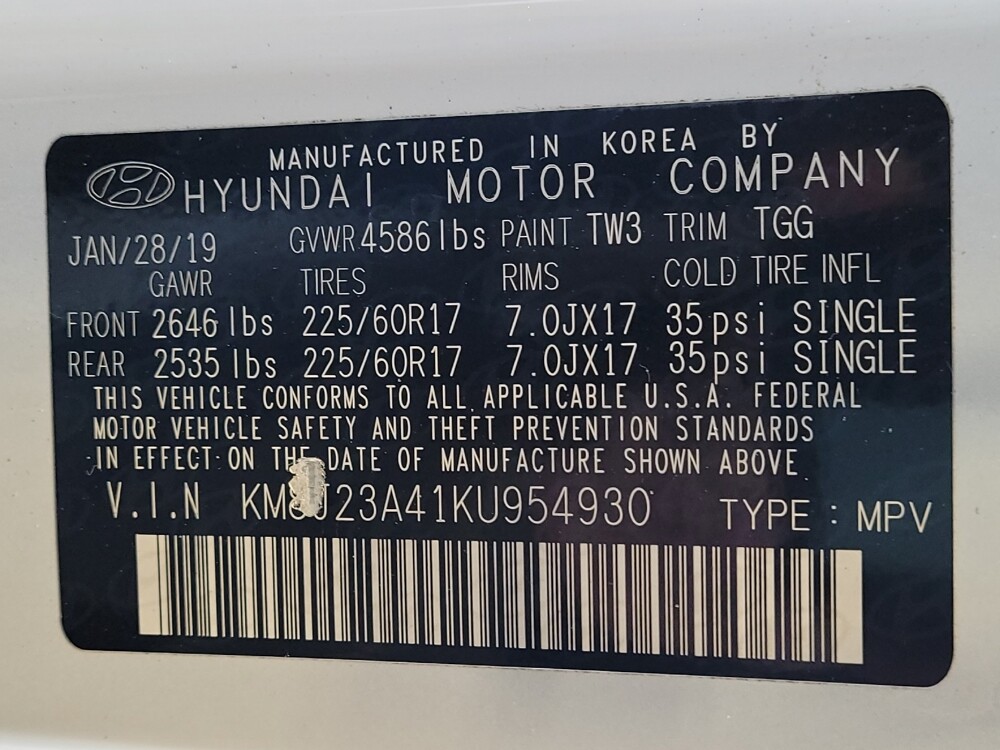 MANUFACTURED IN KOREA BY
HYUNDAI MOTOR COMPANY
JAN/28/19 GVWR 4586 lbs PAINT TW3 TRIM TGG
GAWR TIRES RIMS COLD TIRE INFL
FRONT 2646 lbs 225/60R17 7.0JX17 35psi SINGLE
REAR 2535 lbs 225/60R17 7.0JX17 35psi SINGLE
THIS VEHICLE CONFORMS TO ALL APPLICABLE U.S.A. FEDERAL
MOTOR VEHICLE SAFETY AND THEFT PREVENTION STANDARDS
IN EFFECT ON THE DATE OF MANUFACTURE SHOWN ABOVE
V.I.N TYPE : MPV